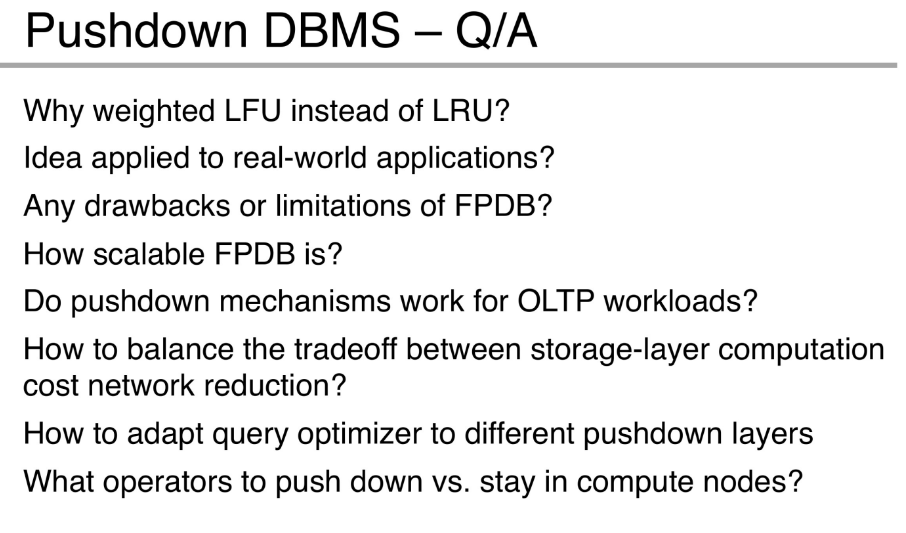 Pushdown DBMS – Q/A
Why weighted LFU instead of LRU?
Idea applied to real-world applications?
Any drawbacks or limitations of FPDB?
How scalable FPDB is?
Do pushdown mechanisms work for OLTP workloads?
How to balance the tradeoff between storage-layer computation
cost network reduction?
How to adapt query optimizer to different pushdown layers
What operators to push down vs. stay in compute nodes?